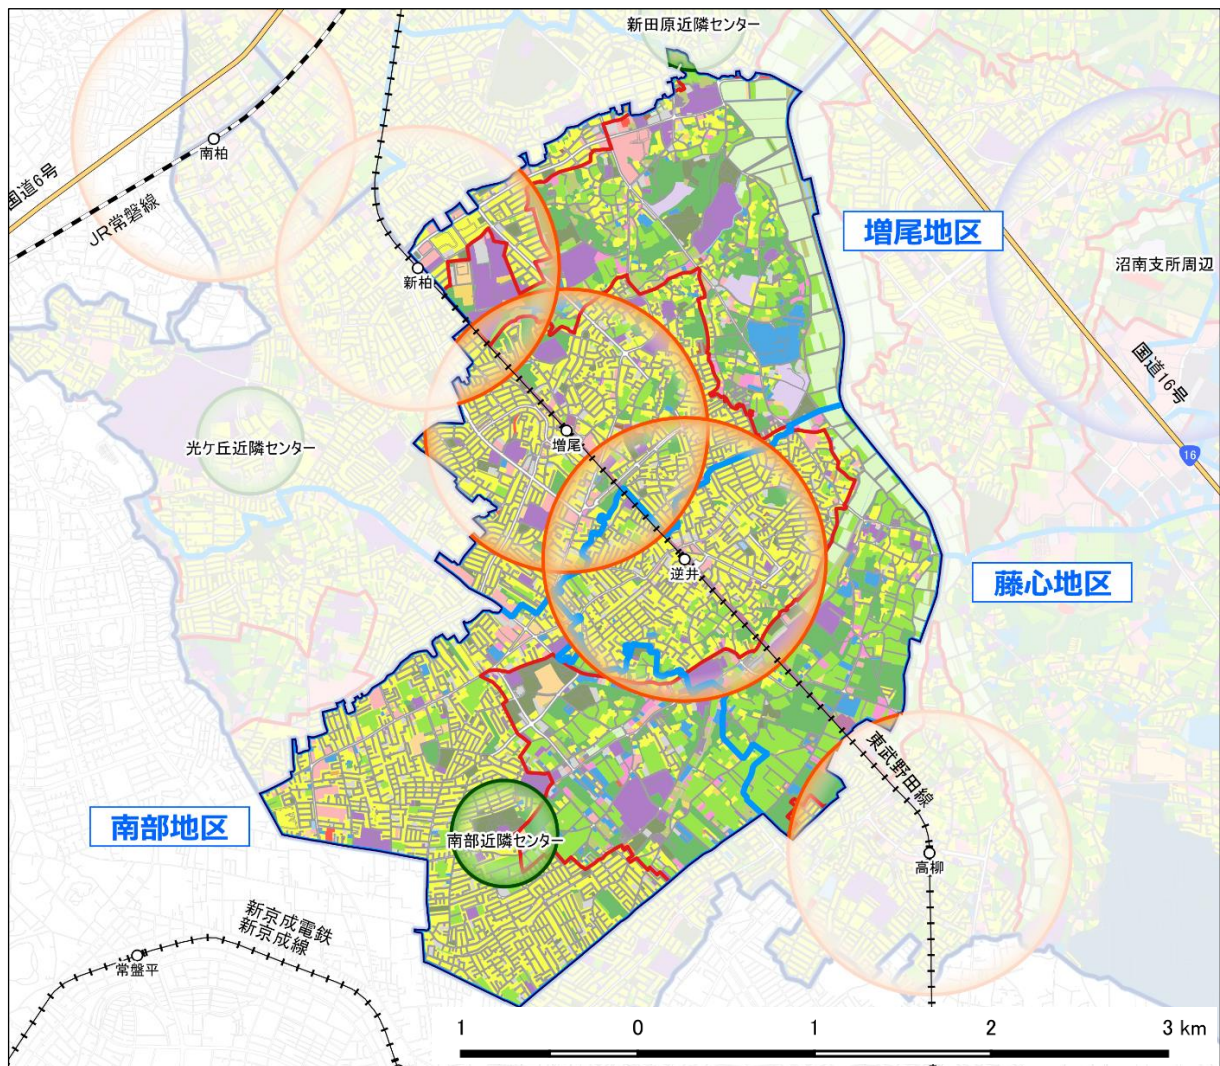 新田原近隣センター
南柏
国道6号
JR常磐線
増尾地区
沼南支所周辺
新柏
国道16号
光ケ丘近隣センター
増尾
16
逆井
藤心地区
東武野田線
南部地区
南部近隣センター
高柳
新京成電鉄
新京成線
常盤平
1 0 1 2 3 km